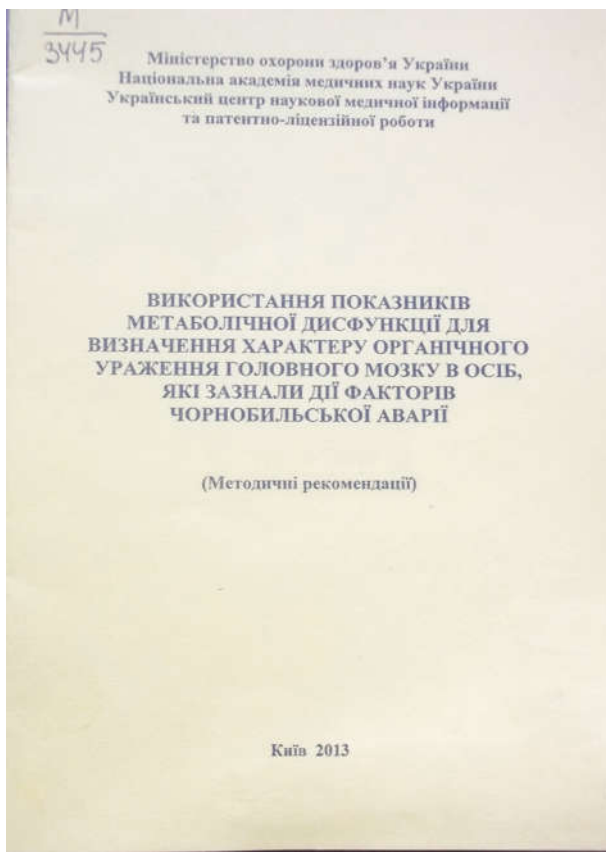 М
3445
Міністерство охорони здоров'я України
Національна академія медичних наук України
Український центр наукової медичної інформації
та патентно-ліцензійної роботи
ВИКОРИСТАННЯ ПОКАЗНИКІВ
МЕТАБОЛІЧНОЇ ДИСФУНКЦІЇ ДЛЯ
ВИЗНАЧЕННЯ ХАРАКТЕРУ ОРГАНІЧНОГО
УРАЖЕННЯ ГОЛОВНОГО МОЗКУ В ОСІБ,
ЯКІ ЗАЗНАЛИ ДІЇ ФАКТОРІВ
ЧОРНОБИЛЬСЬКОЇ АВАРІЇ
(Методичні рекомендації)
Київ 2013